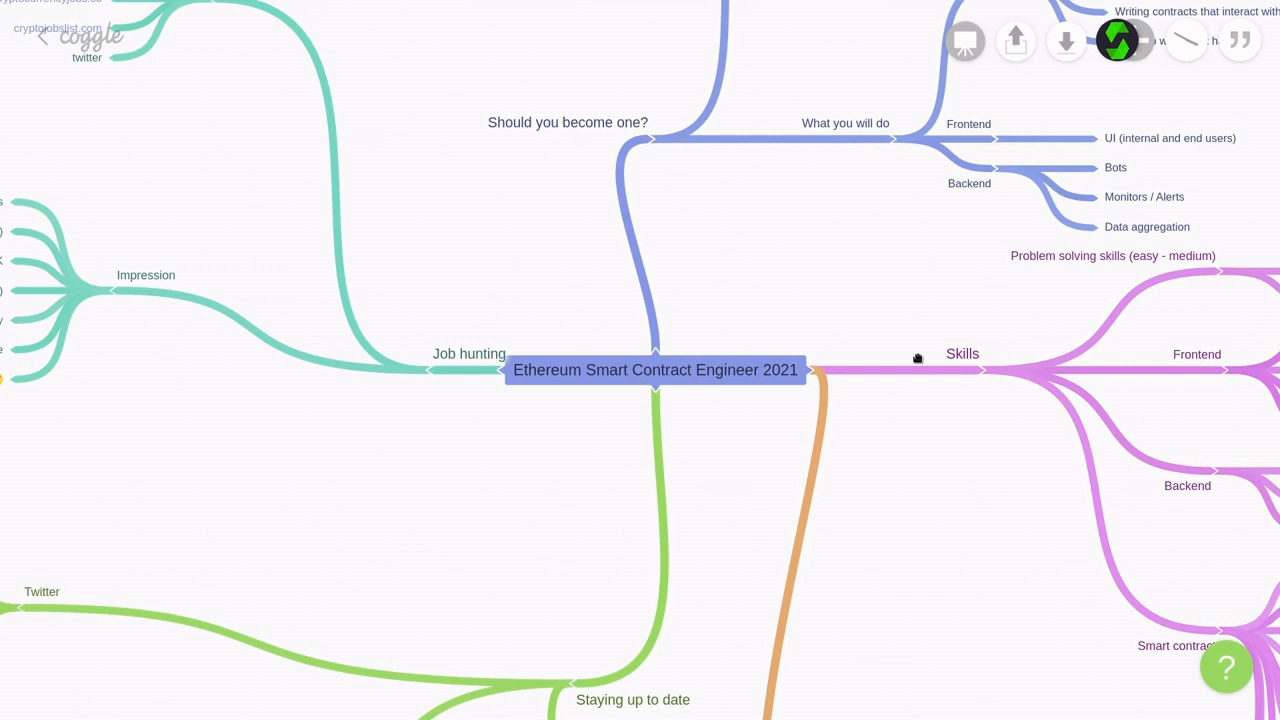 cryptocurrencyjobs.co
Writing contracts that interact with
cryptojobslist.com
coggle
twitter
Should you become one?
What you will do
Frontend
UI (internal and end users)
Bots
Backend
Monitors / Alerts
Data aggregation
Problem solving skills (easy - medium)
Impression
Job hunting
Ethereum Smart Contract Engineer 2021
Skills
Frontend
Backend
Twitter
Smart contrac
Staying up to date
?